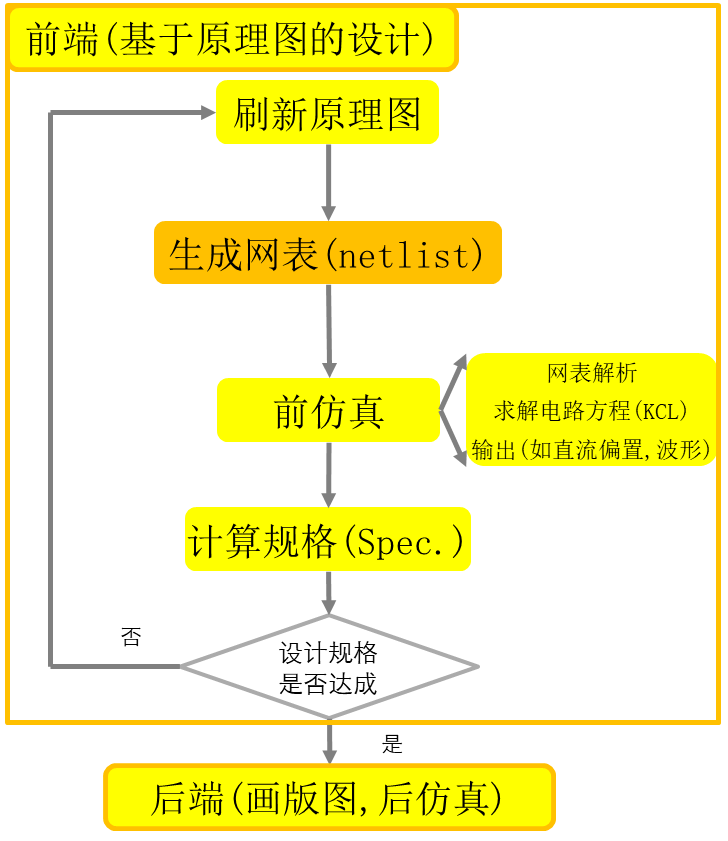 前端(基于原理图的设计)
刷新原理图
生成网表(netlist)
前仿真
网表解析
求解电路方程(KCL)
输出(如直流偏置,波形)
计算规格(Spec.)
设计规格
是否达成
否
是
后端(画版图,后仿真)